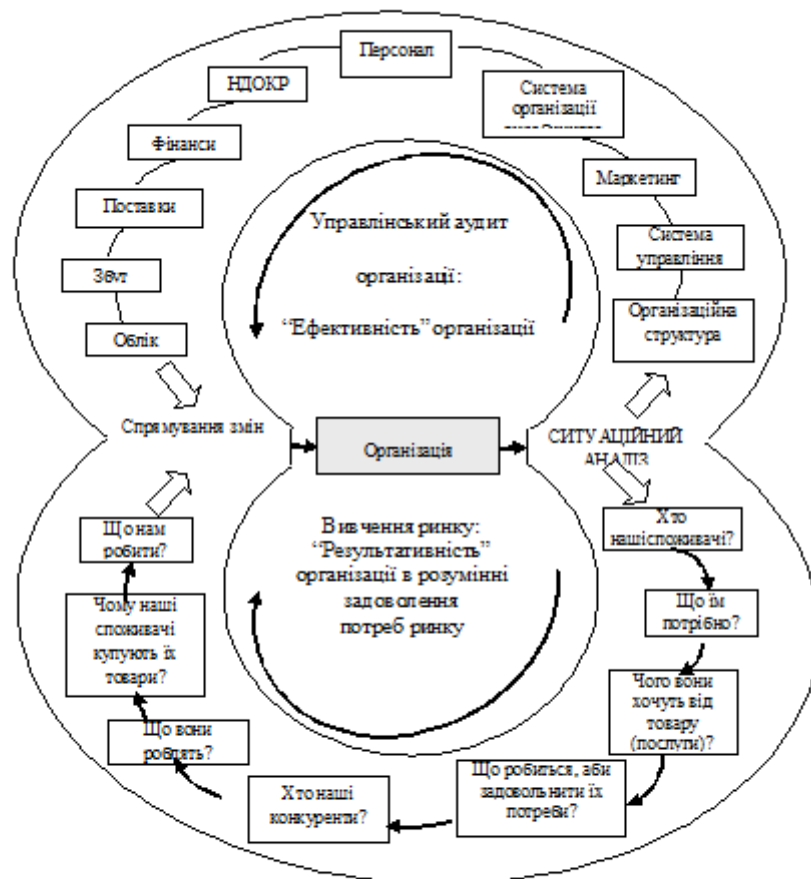 Персонал
НДОКР
Система
організації
Фінанси
Маркетинг
Поставки
Система
управління
Збут
Організаційна
структура
Облік
Управлінський аудит
організації:
“Ефективність” організації
Спрямування змін
Організація
СИТУАЦІЙНИЙ
АНАЛІЗ
Вивчення ринку:
“Результативність”
організації в розумінні
задоволення
потреб ринку
Хто
нашіспоживачі?
Що їм
потрібно?
Чого вони
хочуть від
товару
(послуги)?
Що робиться, аби
задовольнити їх
потреби?
Хто наші
конкуренти?
Що вони
роблять?
Чому наші
споживачі
купують їх
товари?
Що нам
робити?